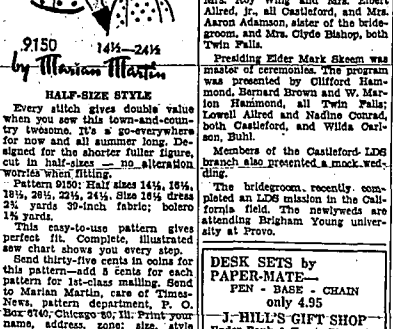 9150
14½—24½
by Marian Martin
HALF-SIZE STYLE
Every stitch gives double value
when you sew this town-and-coun-
try twosome. It's a go-everywhere
for now and all summer long. De-
signed for the shorter fuller figure,
cut in half-sizes — no alteration
worries when fitting.
Pattern 9150: Half sizes 14½, 16½,
18½, 20½, 22½, 24½. Size 16½ dress
yards 39-inch fabric; bolero
1⅜ yards.
This easy-to-use pattern gives
perfect fit. Complete, illustrated
sew chart shows you every step.
Send thirty-five cents in coins for
this pattern—add 5 cents for each
pattern for 1st-class mailing. Send
to Marian Martin, care of Times-
News, pattern department, P. O.
Box 6740, Chicago 80, Ill. Print your
name, address, zone; size, style
Mrs. Roy Wing and Mrs. Elbert
Allred, jr., all Castleford, and Mrs.
Aaron Adamson, sister of the bride-
groom, and Mrs. Clyde Bishop, both
Twin Falls.
Presiding Elder Mark Skeem was
master of ceremonies. The program
was presented by Clifford Ham-
mond, Bernard Brown and W. Mar-
ion Hammond, all Twin Falls;
Lowell Allred and Nadine Conrad,
both Castleford, and Wilda Carl-
son, Buhl.
Members of the Castleford LDS
branch also presented a mock wed-
ding.
The bridegroom recently com-
pleted an LDS mission in the Cali-
fornia field. The newlyweds are
attending Brigham Young univer-
sity at Provo.
DESK SETS by
PAPER-MATE—
PEN - BASE - CHAIN
only 4.95
J. HILL'S GIFT SHOP